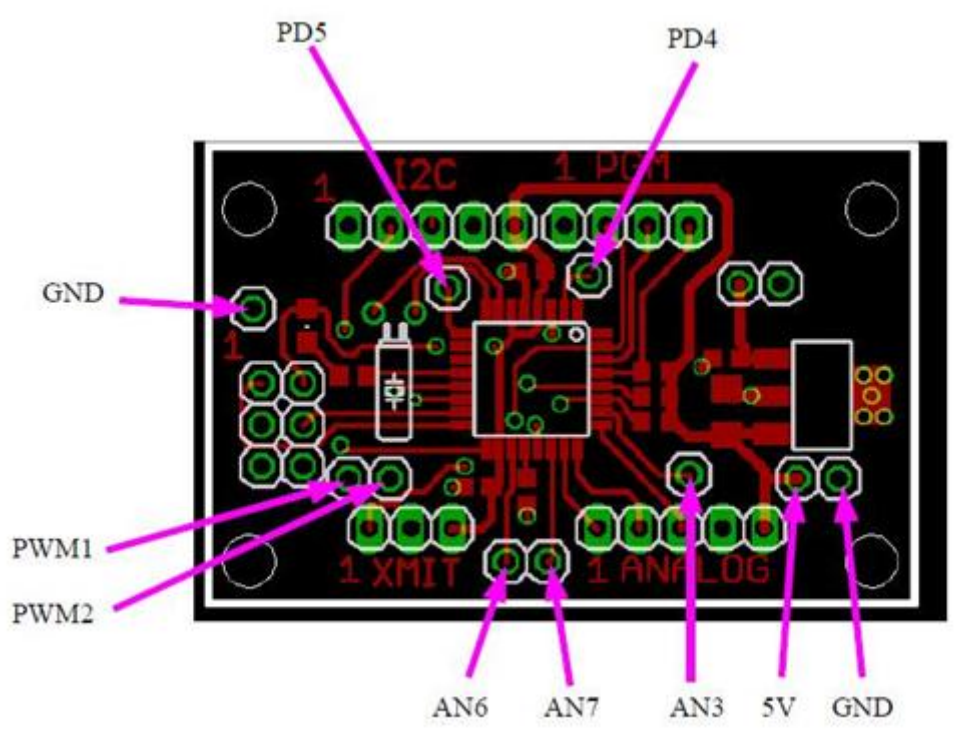 PD5
PD4
1 I2C
1 PGM
GND
1
PWM1
1 XMIT
1 ANALOG
PWM2
AN6
AN7
AN3
5V
GND